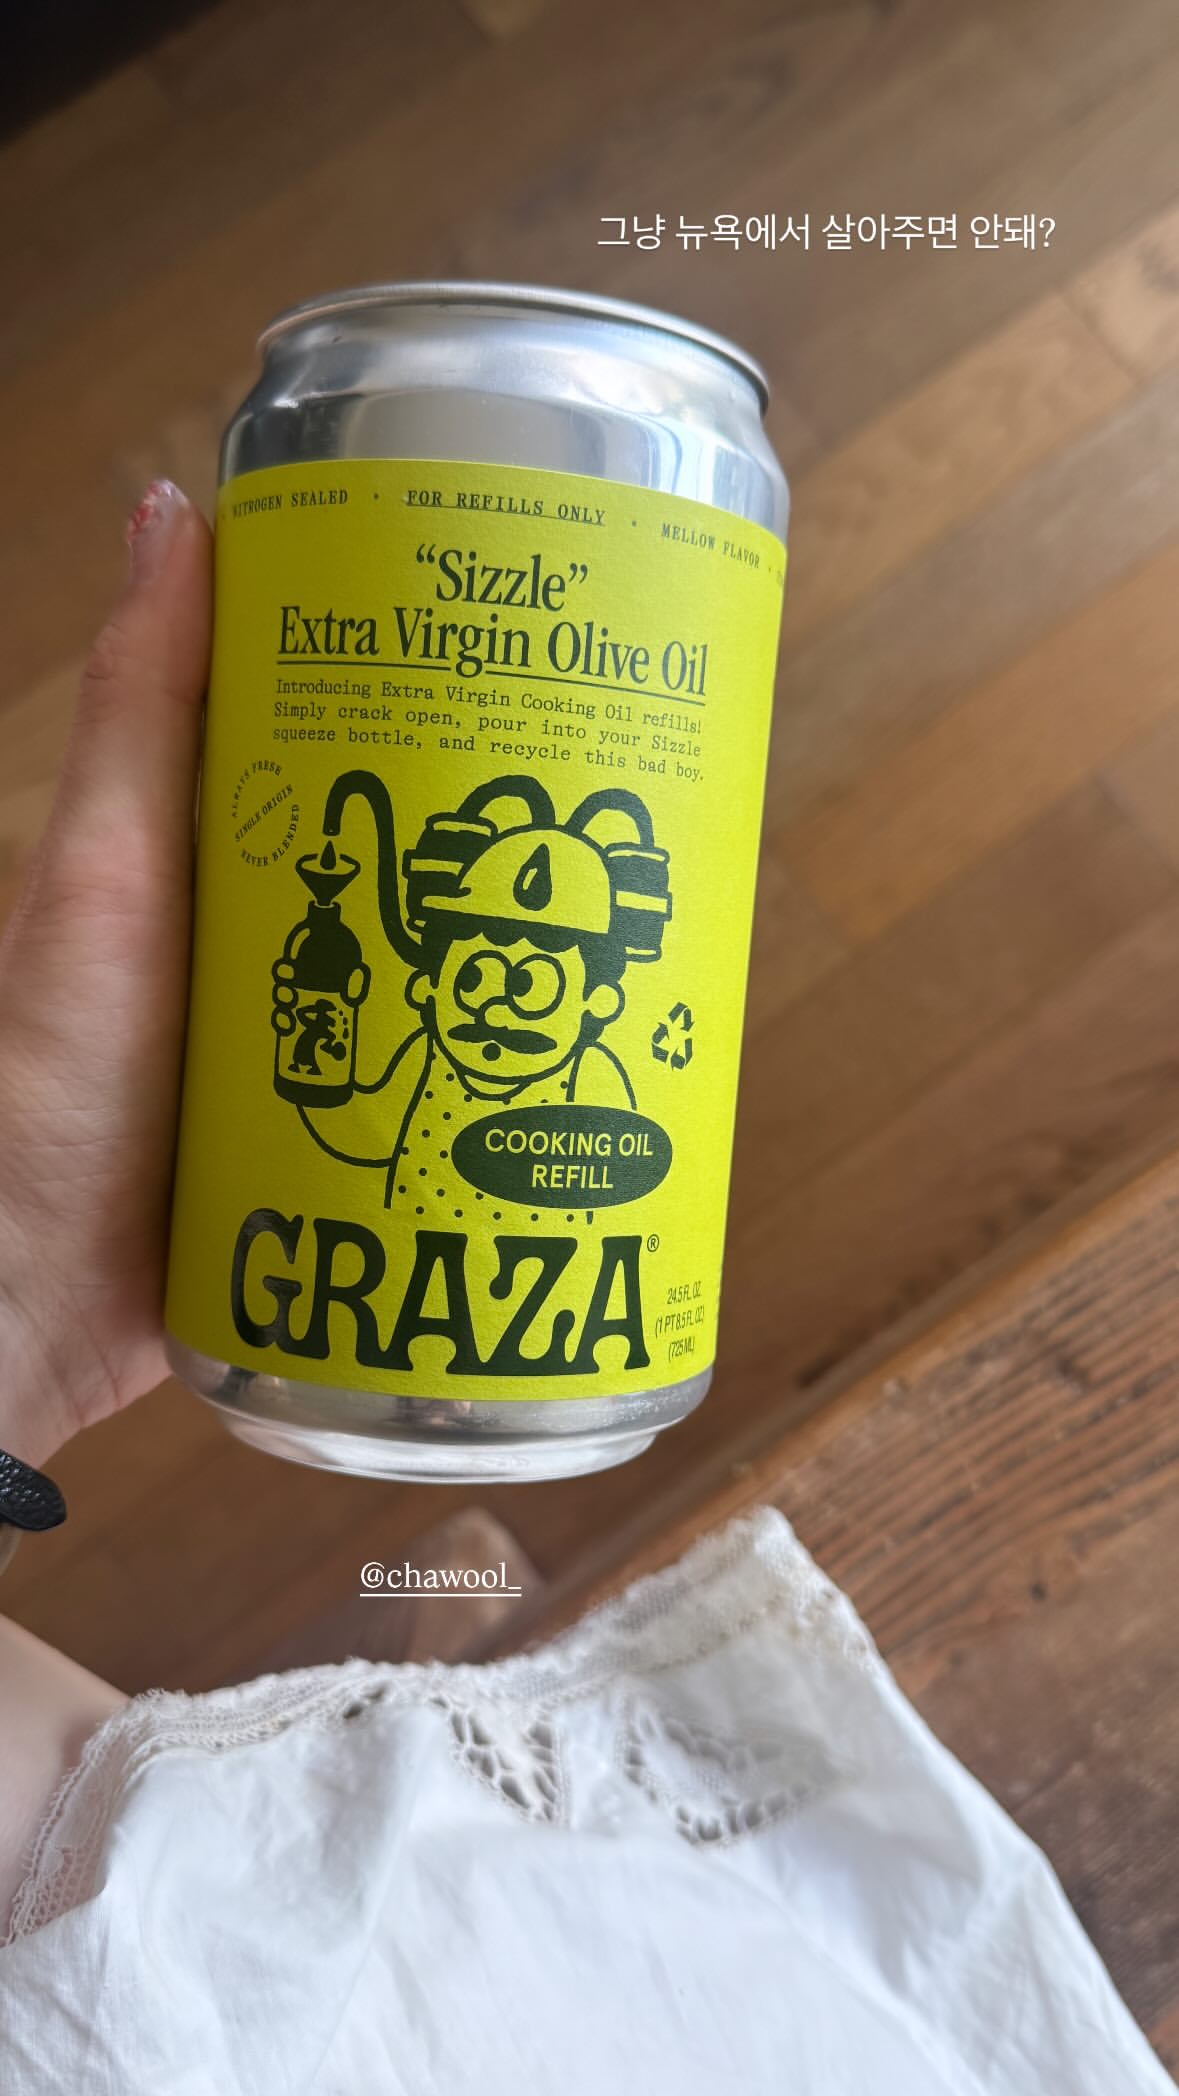 그냥 뉴욕에서 살아주면 안돼?
NITROGEN SEALED • FOR REFILLS ONLY • MELLOW FLAVOR •
“Sizzle”
Extra Virgin Olive Oil
Introducing Extra Virgin Cooking Oil refills!
Simply crack open, pour into your Sizzle
squeeze bottle, and recycle this bad boy.
ALWAYS FRESH
SINGLE ORIGIN
NEVER BLENDED
COOKING OIL
REFILL
GRAZA®
24.5 FL OZ
(1 PT 8.5 FL OZ)
(725 ML)
@chawool_